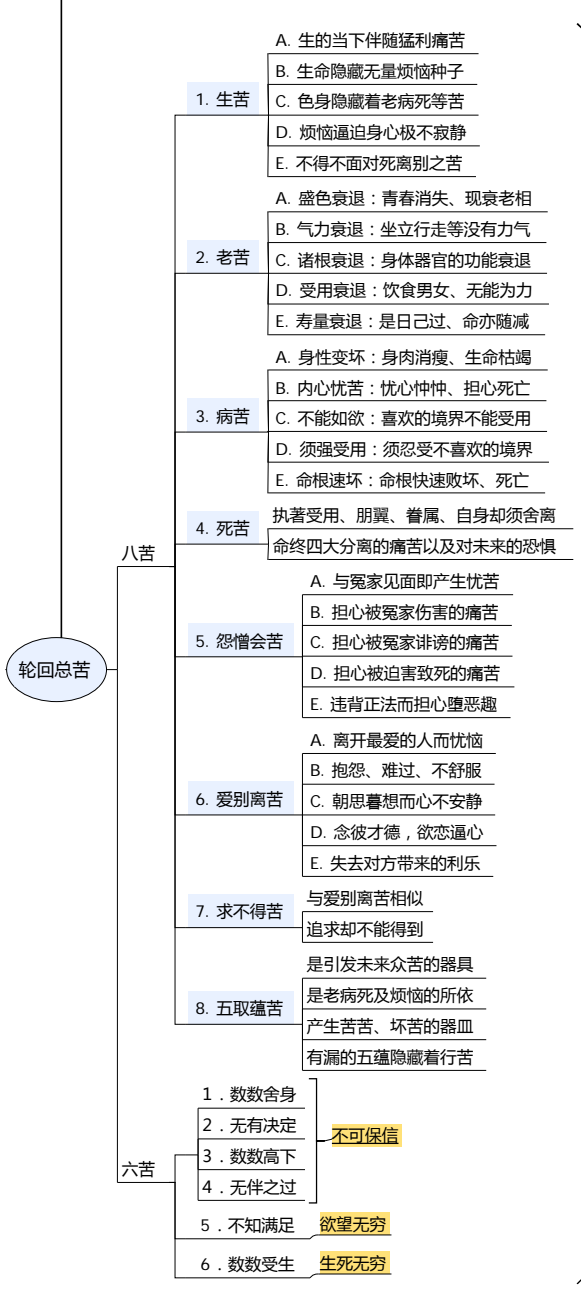 轮回总苦
八苦
1. 生苦
A. 生的当下伴随猛利痛苦
B. 生命隐藏无量烦恼种子
C. 色身隐藏着老病死等苦
D. 烦恼逼迫身心极不寂静
E. 不得不面对死离别之苦
2. 老苦
A. 盛色衰退：青春消失、现衰老相
B. 气力衰退：坐立行走等没有力气
C. 诸根衰退：身体器官的功能衰退
D. 受用衰退：饮食男女、无能为力
E. 寿量衰退：是日己过、命亦随减
3. 病苦
A. 身性变坏：身肉消瘦、生命枯竭
B. 内心忧苦：忧心忡忡、担心死亡
C. 不能如欲：喜欢的境界不能受用
D. 须强受用：须忍受不喜欢的境界
E. 命根速坏：命根快速败坏、死亡
4. 死苦
执著受用、朋翼、眷属、自身却须舍离
命终四大分离的痛苦以及对未来的恐惧
5. 怨憎会苦
A. 与冤家见面即产生忧苦
B. 担心被冤家伤害的痛苦
C. 担心被冤家诽谤的痛苦
D. 担心被迫害致死的痛苦
E. 违背正法而担心堕恶趣
6. 爱别离苦
A. 离开最爱的人而忧恼
B. 抱怨、难过、不舒服
C. 朝思暮想而心不安静
D. 念彼才德，欲恋逼心
E. 失去对方带来的利乐
7. 求不得苦
与爱别离苦相似
追求却不能得到
8. 五取蕴苦
是引发未来众苦的器具
是老病死及烦恼的所依
产生苦苦、坏苦的器皿
有漏的五蕴隐藏着行苦
六苦
1．数数舍身
2．无有决定
3．数数高下
4．无伴之过
不可保信
5．不知满足
欲望无穷
6．数数受生
生死无穷